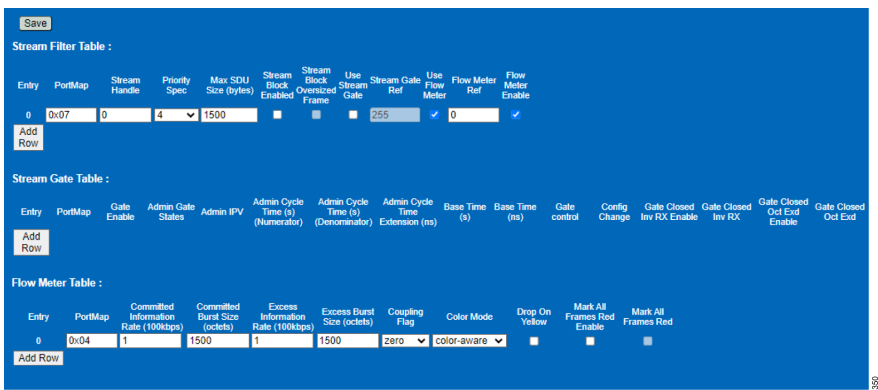 Save
Stream Filter Table :
Entry PortMap Stream Handle Priority Spec Max SDU Size (bytes) Stream Block Enabled Stream Block Oversized Frame Use Stream Gate Stream Gate Ref Use Flow Meter Flow Meter Ref Flow Meter Enable
0 0x07 0 4 1500 255 0
Add Row
Stream Gate Table :
Entry PortMap Gate Enable Admin Gate States Admin IPV Admin Cycle Time (s) (Numerator) Admin Cycle Time (s) (Denominator) Admin Cycle Time Extension (ns) Base Time (s) Base Time (ns) Gate control Config Change Gate Closed Inv RX Enable Gate Closed Inv RX Gate Closed Oct Exd Enable Gate Closed Oct Exd
Add Row
Flow Meter Table :
Entry PortMap Committed Information Rate (100kbps) Committed Burst Size (octets) Excess Information Rate (100kbps) Excess Burst Size (octets) Coupling Flag Color Mode Drop On Yellow Mark All Frames Red Enable Mark All Frames Red
0 0x04 1 1500 1 1500 zero color-aware
Add Row
350